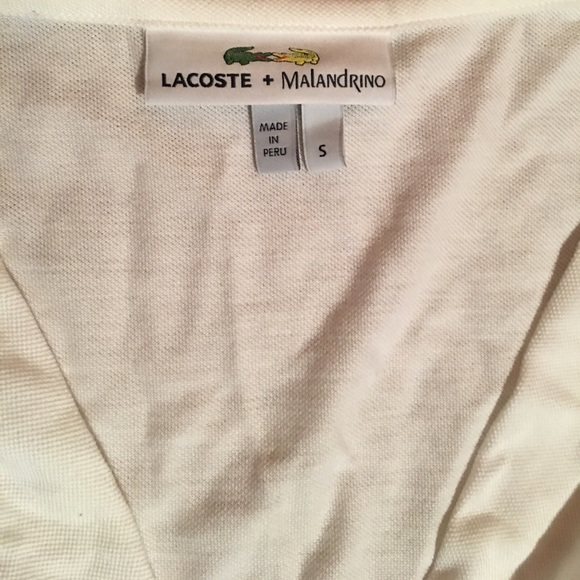 LACOSTE + MALANDRINO
MADE
IN
PERU
S